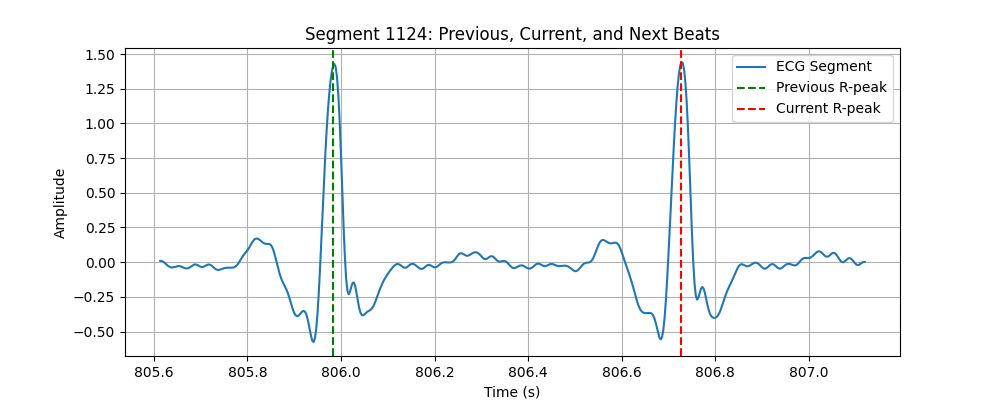 Segment 1124: Previous, Current, and Next Beats
1.50
1.25
1.00
0.75
0.50
0.25
0.00
−0.25
−0.50
Amplitude
ECG Segment
Previous R-peak
Current R-peak
805.6 805.8 806.0 806.2 806.4 806.6 806.8 807.0
Time (s)